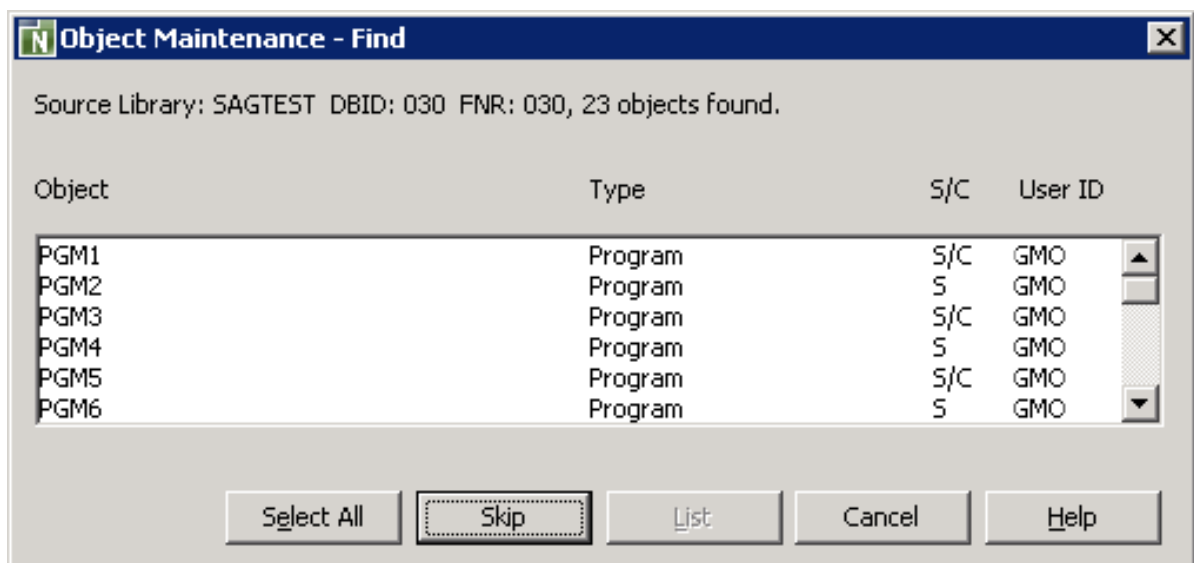 N Object Maintenance - Find
Source Library: SAGTEST DBID: 030 FNR: 030, 23 objects found.
Object Type S/C User ID
PGM1 Program S/C GMO
PGM2 Program S GMO
PGM3 Program S/C GMO
PGM4 Program S GMO
PGM5 Program S/C GMO
PGM6 Program S GMO
Select All Skip List Cancel Help